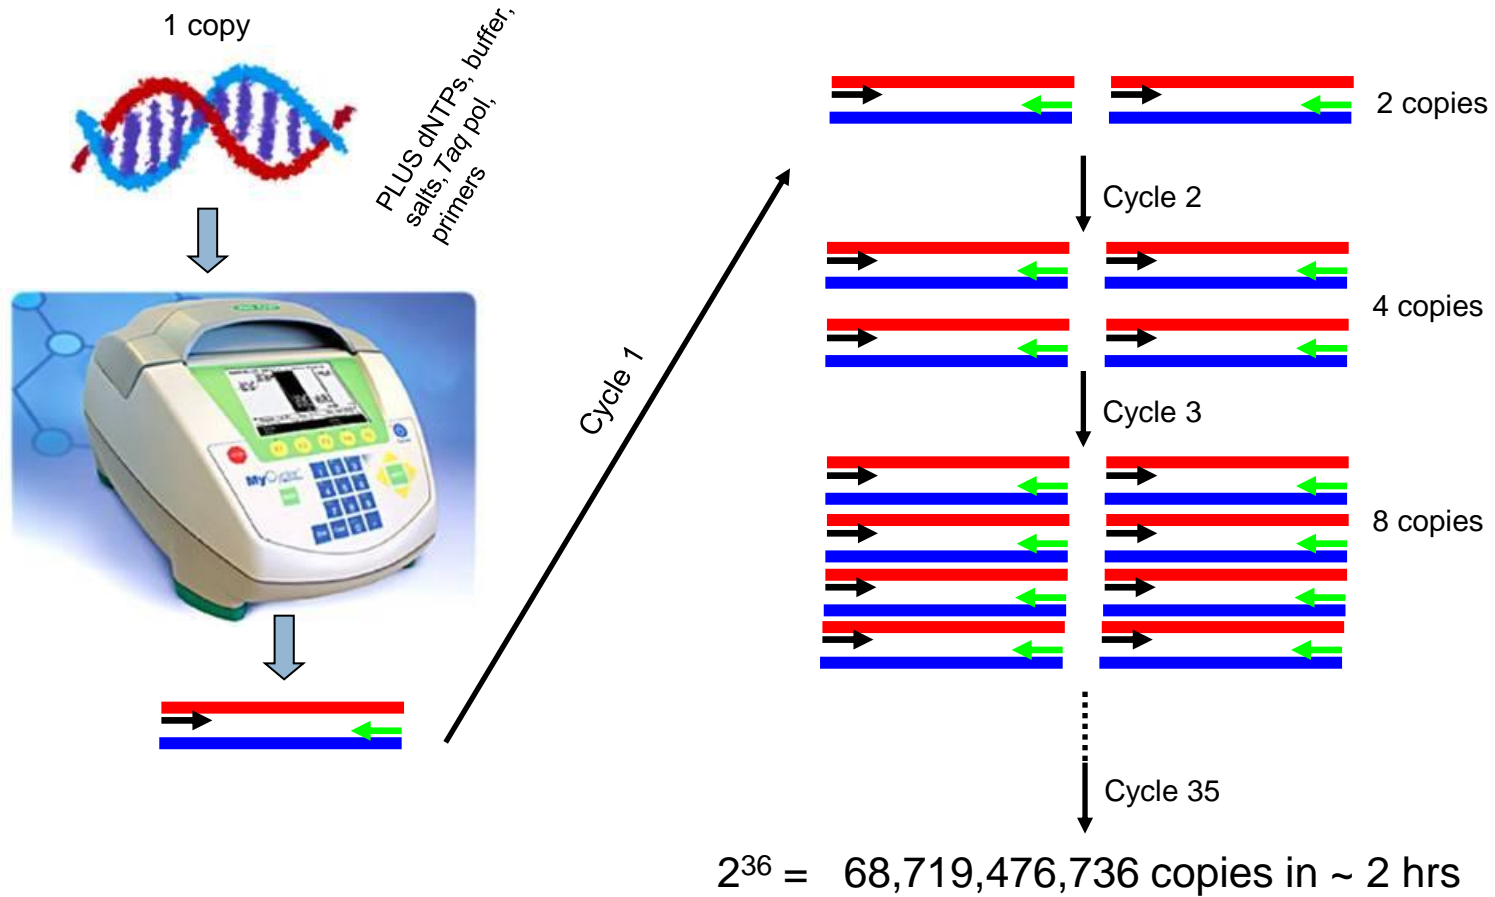 1 copy
PLUS dNTPs, buffer,
salts, Taq pol,
primers
MyCycler
Cycle 1
2 copies
Cycle 2
4 copies
Cycle 3
8 copies
Cycle 35
2³⁶ = 68,719,476,736 copies in ~ 2 hrs